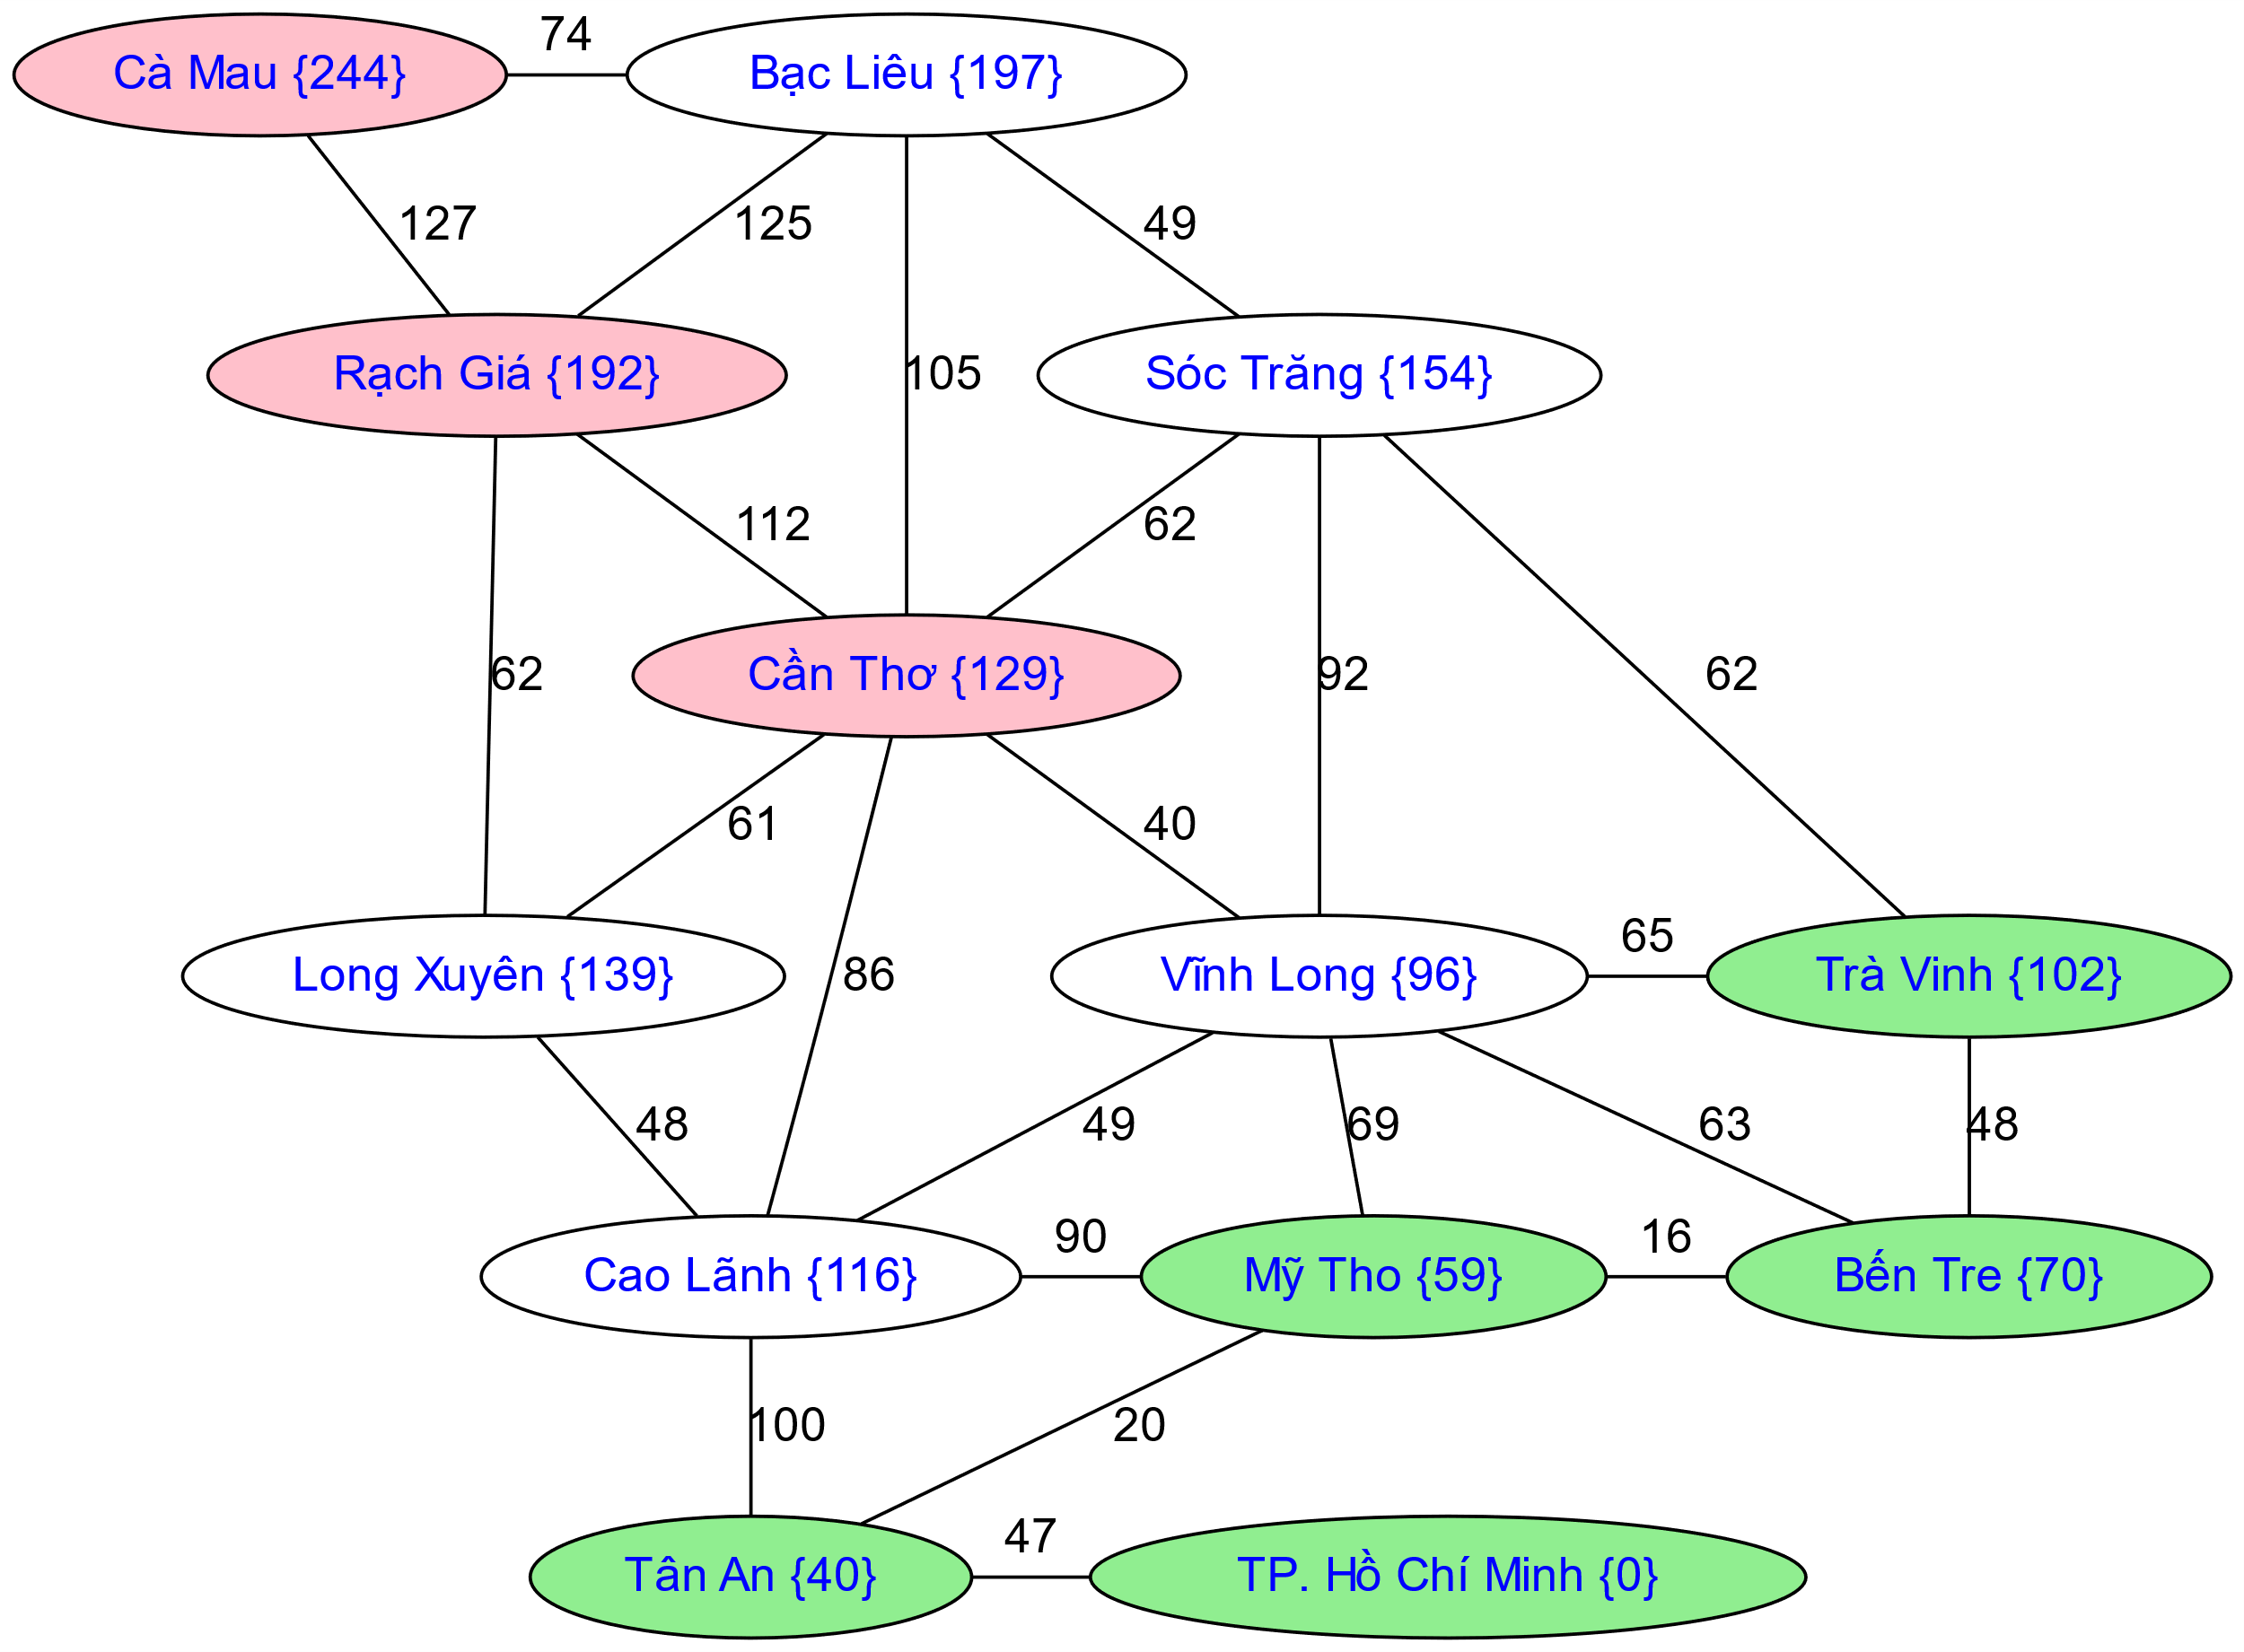 Cà Mau {244}
74
Bạc Liêu {197}
127
125
49
Rạch Giá {192}
105
Sóc Trăng {154}
112
62
62
Cần Thơ {129}
92
62
61
40
65
Long Xuyên {139}
86
Vĩnh Long {96}
Trà Vinh {102}
48
49
69
63
48
90
16
Cao Lãnh {116}
Mỹ Tho {59}
Bến Tre {70}
100
20
47
Tân An {40}
TP. Hồ Chí Minh {0}